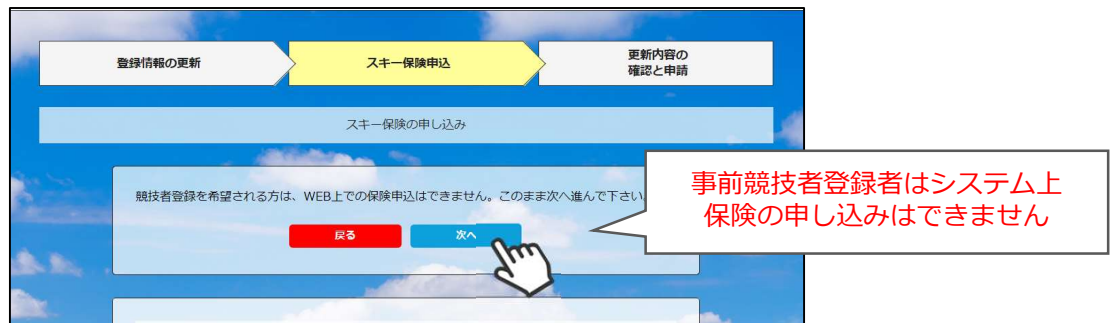 登録情報の更新
スキー保険申込
更新内容の
確認と申請
スキー保険の申し込み
競技者登録を希望される方は、WEB上での保険申込はできません。このまま次へ進んで下さい
戻る
次へ
事前競技者登録者はシステム上
保険の申し込みはできません